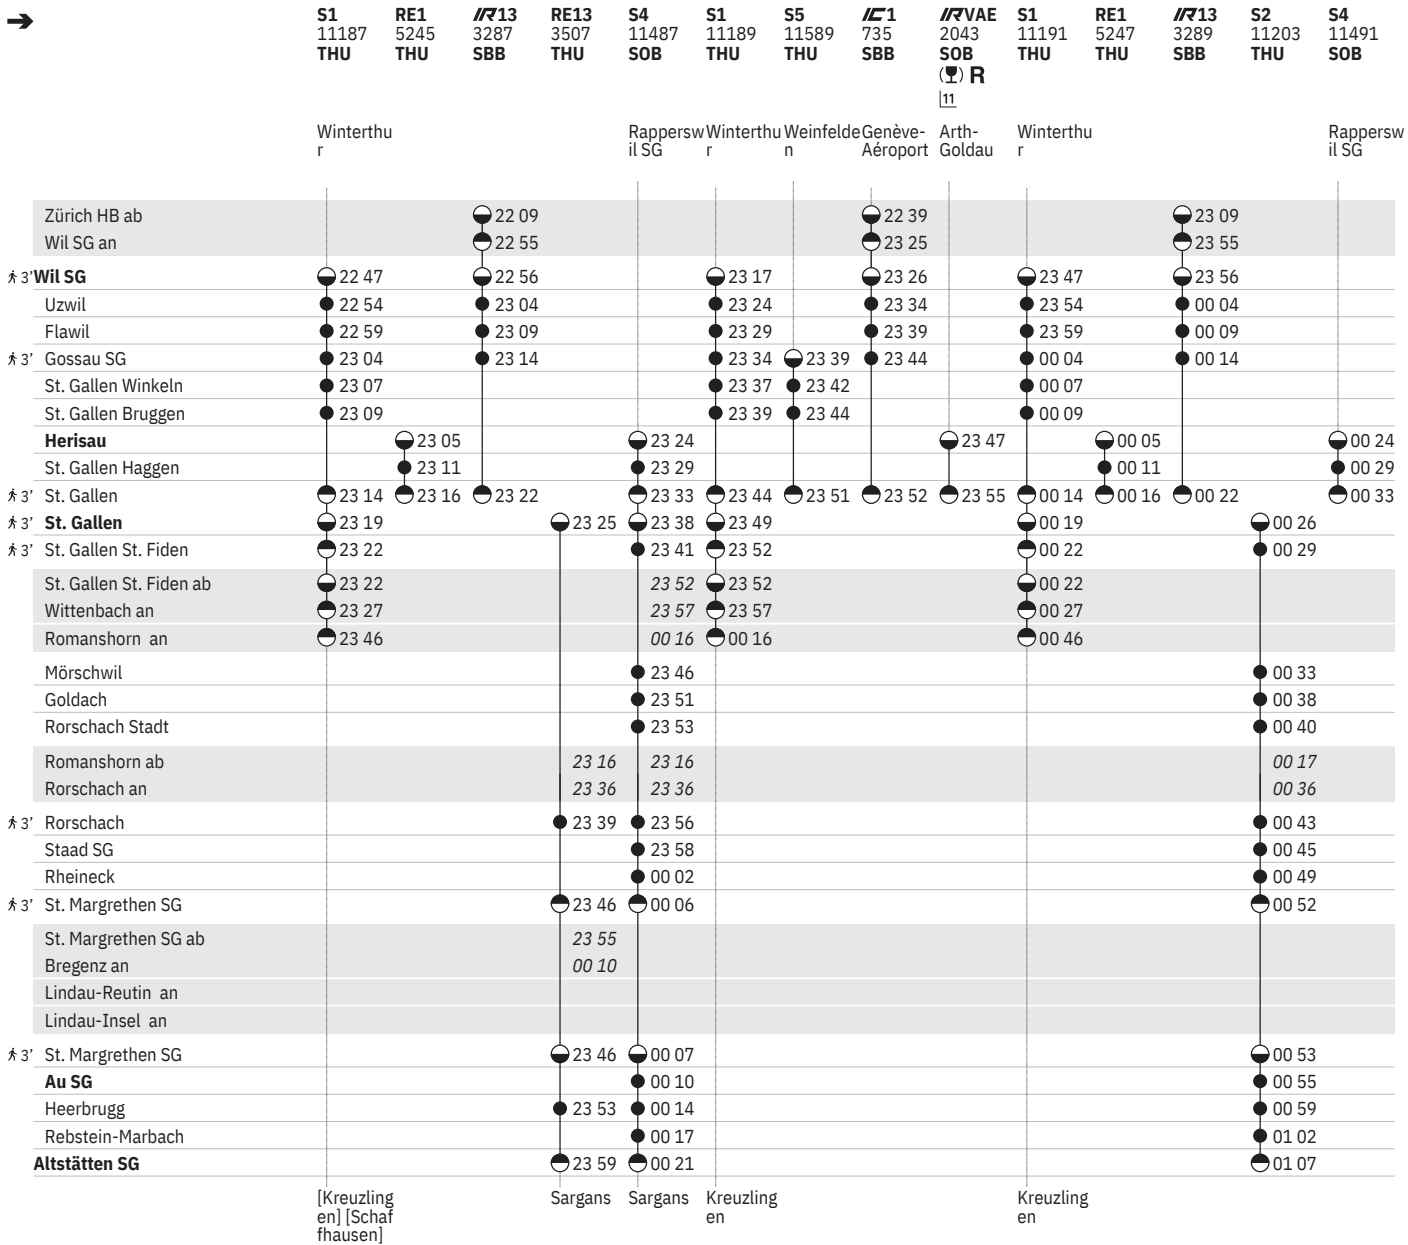 ➔ S1 RE1 IR13 RE13 S4 S1 S5 IC1 IRVAE S1 RE1 IR13 S2 S4
11187 5245 3287 3507 11487 11189 11589 735 2043 11191 5247 3289 11203 11491
THU THU SBB THU SOB THU THU SBB SOB THU THU SBB THU SOB
R
11
Winterthu Rappersw Winterthu Weinfelde Genève- Arth- Winterthu Rappersw
r il SG r n Aéroport Goldau r il SG
Zürich HB ab 22 09 22 39 23 09
Wil SG an 22 55 23 25 23 55
3' Wil SG 22 47 22 56 23 17 23 26 23 47 23 56
Uzwil 22 54 23 04 23 24 23 34 23 54 00 04
Flawil 22 59 23 09 23 29 23 39 23 59 00 09
3' Gossau SG 23 04 23 14 23 34 23 39 23 44 00 04 00 14
St. Gallen Winkeln 23 07 23 37 23 42 00 07
St. Gallen Bruggen 23 09 23 39 23 44 00 09
Herisau 23 05 23 24 23 47 00 05 00 24
St. Gallen Haggen 23 11 23 29 00 11 00 29
3' St. Gallen 23 14 23 16 23 22 23 33 23 44 23 51 23 52 23 55 00 14 00 16 00 22 00 33
3' St. Gallen 23 19 23 25 23 38 23 49 00 19 00 26
3' St. Gallen St. Fiden 23 22 23 41 23 52 00 22 00 29
St. Gallen St. Fiden ab 23 22 23 52 23 52 00 22
Wittenbach an 23 27 23 57 23 57 00 27
Romanshorn an 23 46 00 16 00 16 00 46
Mörschwil 23 46 00 33
Goldach 23 51 00 38
Rorschach Stadt 23 53 00 40
Romanshorn ab 23 16 23 16 00 17
Rorschach an 23 36 23 36 00 36
3' Rorschach 23 39 23 56 00 43
Staad SG 23 58 00 45
Rheineck 00 02 00 49
3' St. Margrethen SG 23 46 00 06 00 52
St. Margrethen SG ab 23 55
Bregenz an 00 10
Lindau-Reutin an
Lindau-Insel an
3' St. Margrethen SG 23 46 00 07 00 53
Au SG 00 10 00 55
Heerbrugg 23 53 00 14 00 59
Rebstein-Marbach 00 17 01 02
Altstätten SG 23 59 00 21 01 07
[Kreuzling Sargans Sargans Kreuzling Kreuzling
en] [Schaf en en
fhausen]